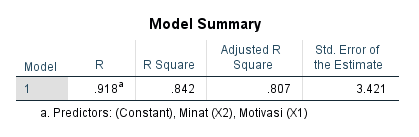 Model Summary
Model R R Square Adjusted R Square Std. Error of the Estimate
1 .918a .842 .807 3.421
a. Predictors: (Constant), Minat (X2), Motivasi (X1)